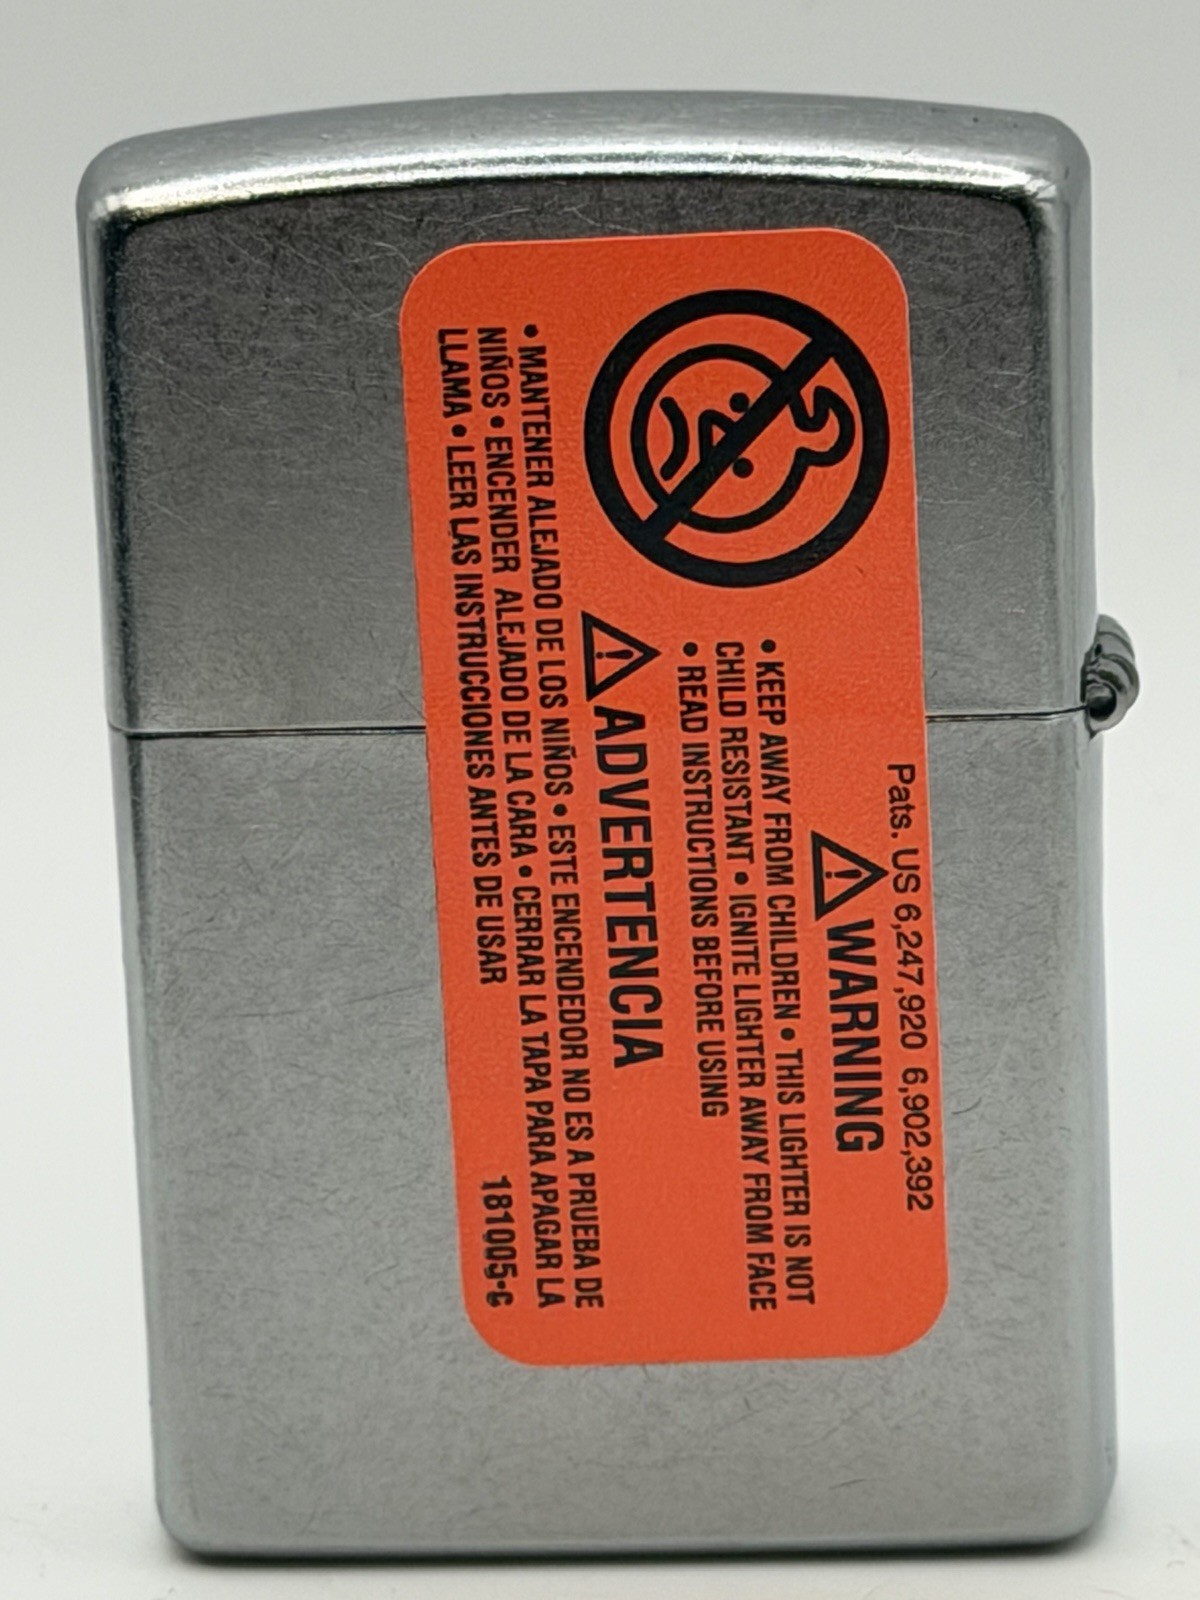 Pats. US 6,247,920 6,902,392
WARNING
• KEEP AWAY FROM CHILDREN • THIS LIGHTER IS NOT
CHILD RESISTANT • IGNITE LIGHTER AWAY FROM FACE
• READ INSTRUCTIONS BEFORE USING
ADVERTENCIA
• MANTENER ALEJADO DE LOS NIÑOS • ESTE ENCENDEDOR NO ES A PRUEBA DE
NIÑOS • ENCENDER ALEJADO DE LA CARA • CERRAR LA TAPA PARA APAGAR LA
LLAMA • LEER LAS INSTRUCCIONES ANTES DE USAR
181005•C